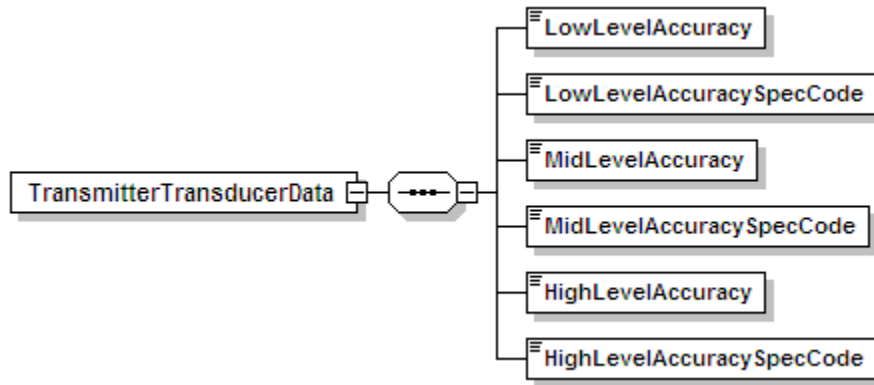 LowLevelAccuracy
LowLevelAccuracySpecCode
MidLevelAccuracy
TransmitterTransducerData
MidLevelAccuracySpecCode
HighLevelAccuracy
HighLevelAccuracySpecCode